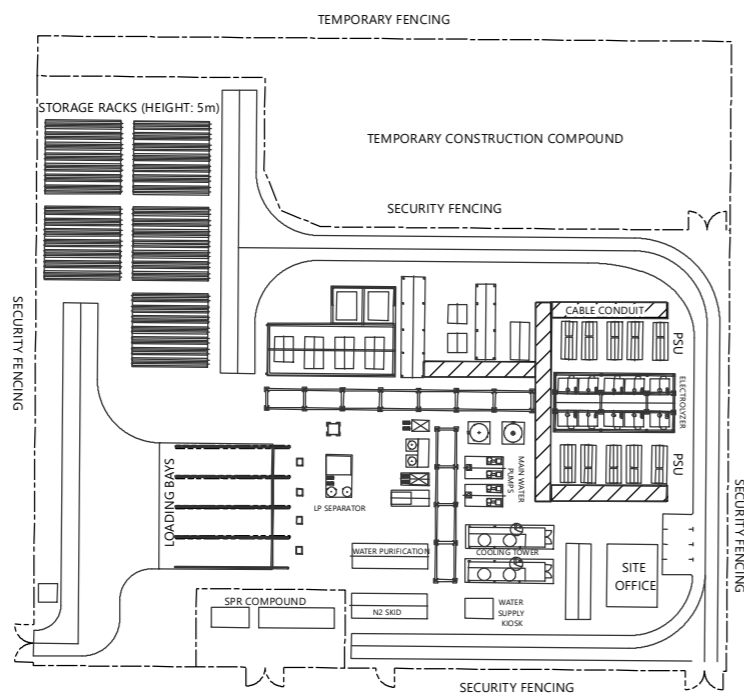 TEMPORARY FENCING
STORAGE RACKS (HEIGHT: 5m)
TEMPORARY CONSTRUCTION COMPOUND
SECURITY FENCING
SECURITY FENCING
CABLE CONDUIT
PSU
ELECTROLYZER
PSU
MAIN WATER
PUMPS
LOADING BAYS
LP SEPARATOR
WATER PURIFICATION
COOLING TOWER
SITE
OFFICE
SECURITY FENCING
SPR COMPOUND
N2 SKID
WATER
SUPPLY
KIOSK
SECURITY FENCING